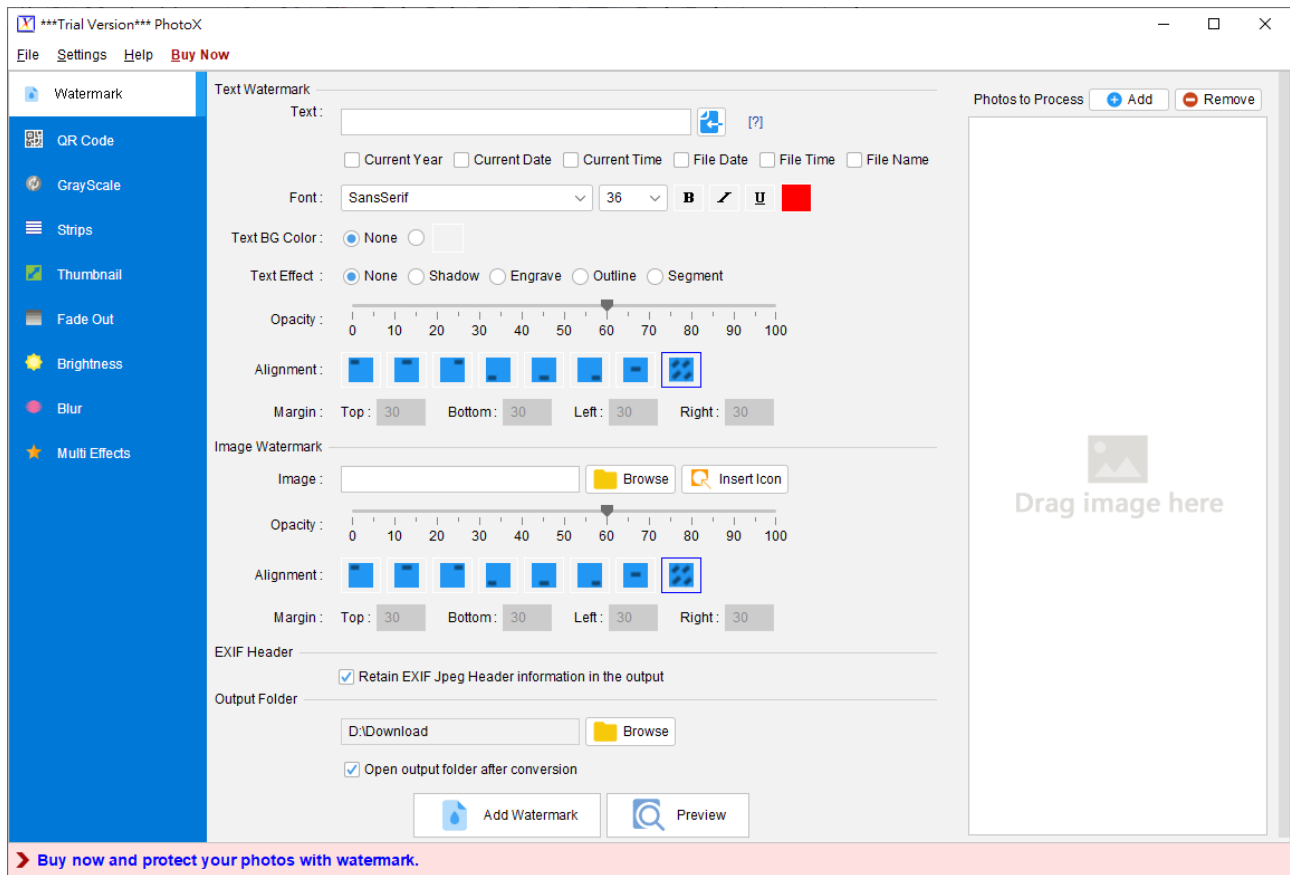 ***Trial Version*** PhotoX
File Settings Help Buy Now
Watermark
QR Code
GrayScale
Strips
Thumbnail
Fade Out
Brightness
Blur
Multi Effects
Text Watermark
Text :
[?]
Current Year Current Date Current Time File Date File Time File Name
Font : SansSerif 36 B I U
Text BG Color : None
Text Effect : None Shadow Engrave Outline Segment
Opacity :
0 10 20 30 40 50 60 70 80 90 100
Alignment :
Margin : Top : 30 Bottom : 30 Left : 30 Right : 30
Image Watermark
Image : Browse Insert Icon
Opacity :
0 10 20 30 40 50 60 70 80 90 100
Alignment :
Margin : Top : 30 Bottom : 30 Left : 30 Right : 30
EXIF Header
Retain EXIF Jpeg Header information in the output
Output Folder
D:\Download Browse
Open output folder after conversion
Add Watermark Preview
Photos to Process Add Remove
Drag image here
Buy now and protect your photos with watermark.